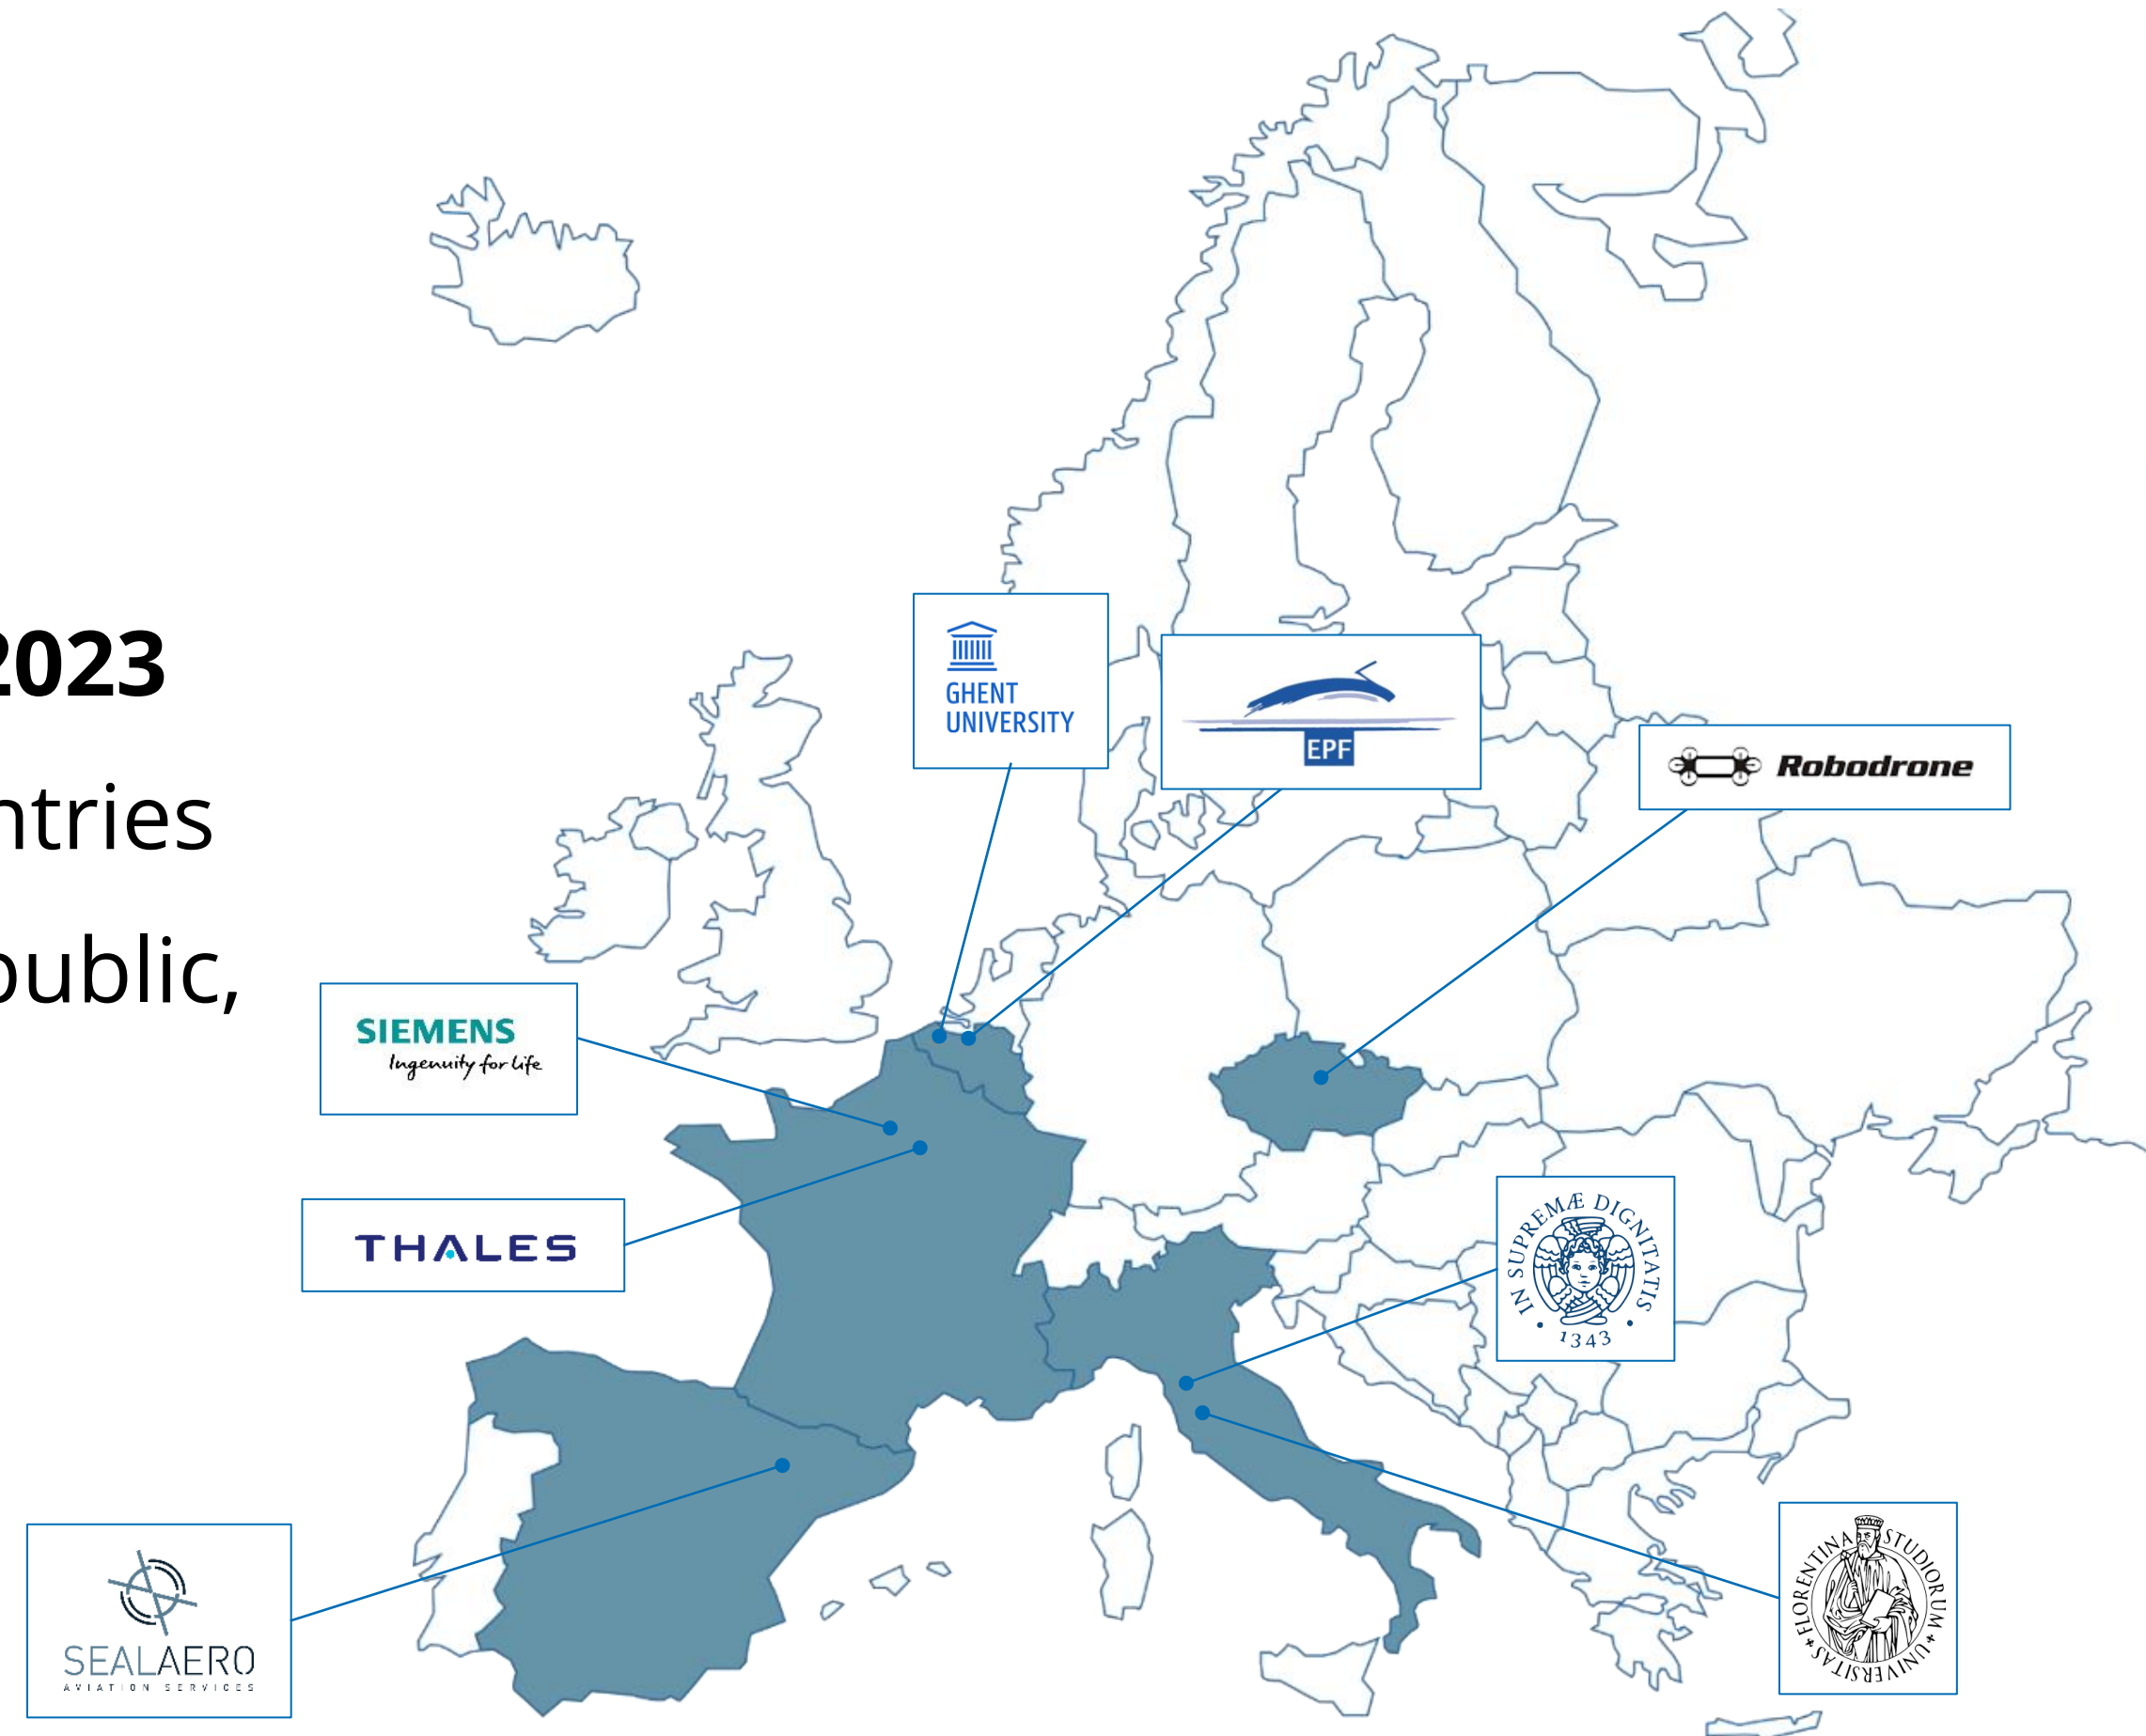 2023
ntries
public,
GHENT
UNIVERSITY
EPF
Robodrone
SIEMENS
Ingenuity for life
THALES
IN SUPREMÆ DIGNITATIS
1343
SEALAERO
AVIATION SERVICES
FLORENTINA STUDIORUM UNIVERSITAS